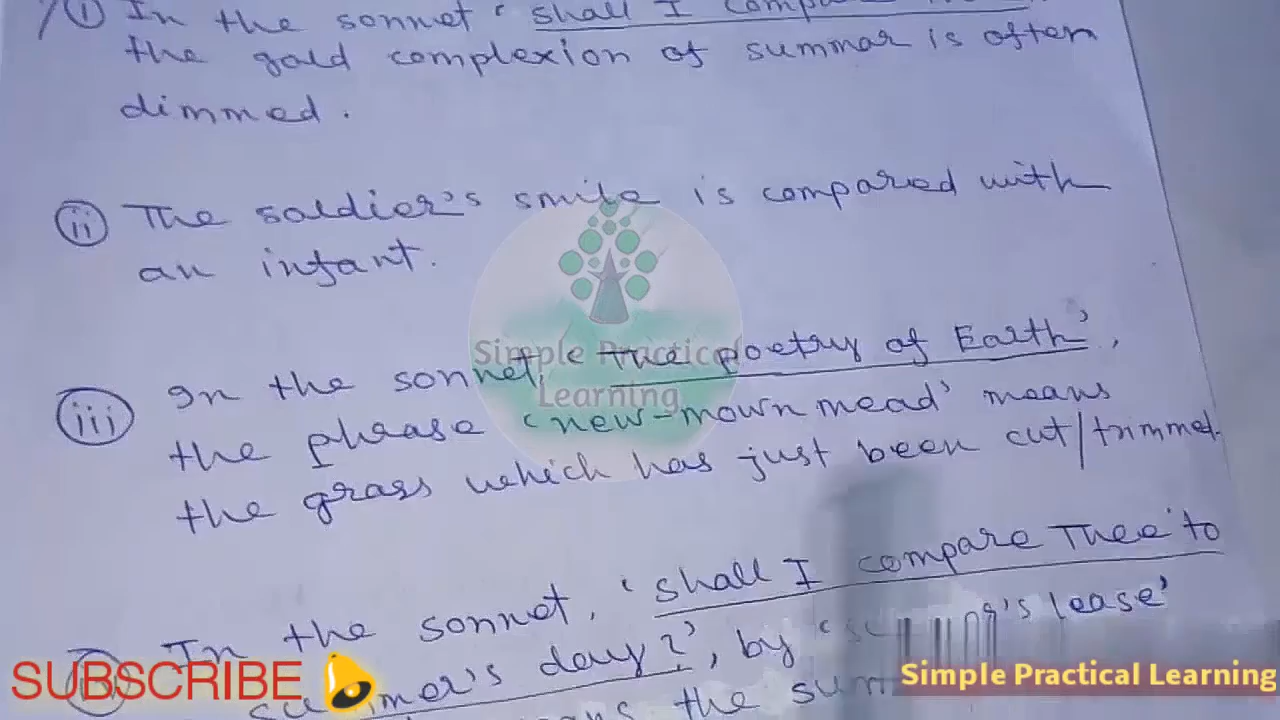 (i) In the sonnet 'shall I
the gold complexion of summar is often
dimmed.
(ii) The soldier's smile is compared with
an infant.
(iii) In the sonnet, 'The poetry of Earth',
the phrase 'new-mown mead' means
the grass which has just been cut/trimmed.
In the sonnet, 'shall I compare Thee to
day?', by lease'
the
Simple Practical
Learning
SUBSCRIBE
Simple Practical Learning